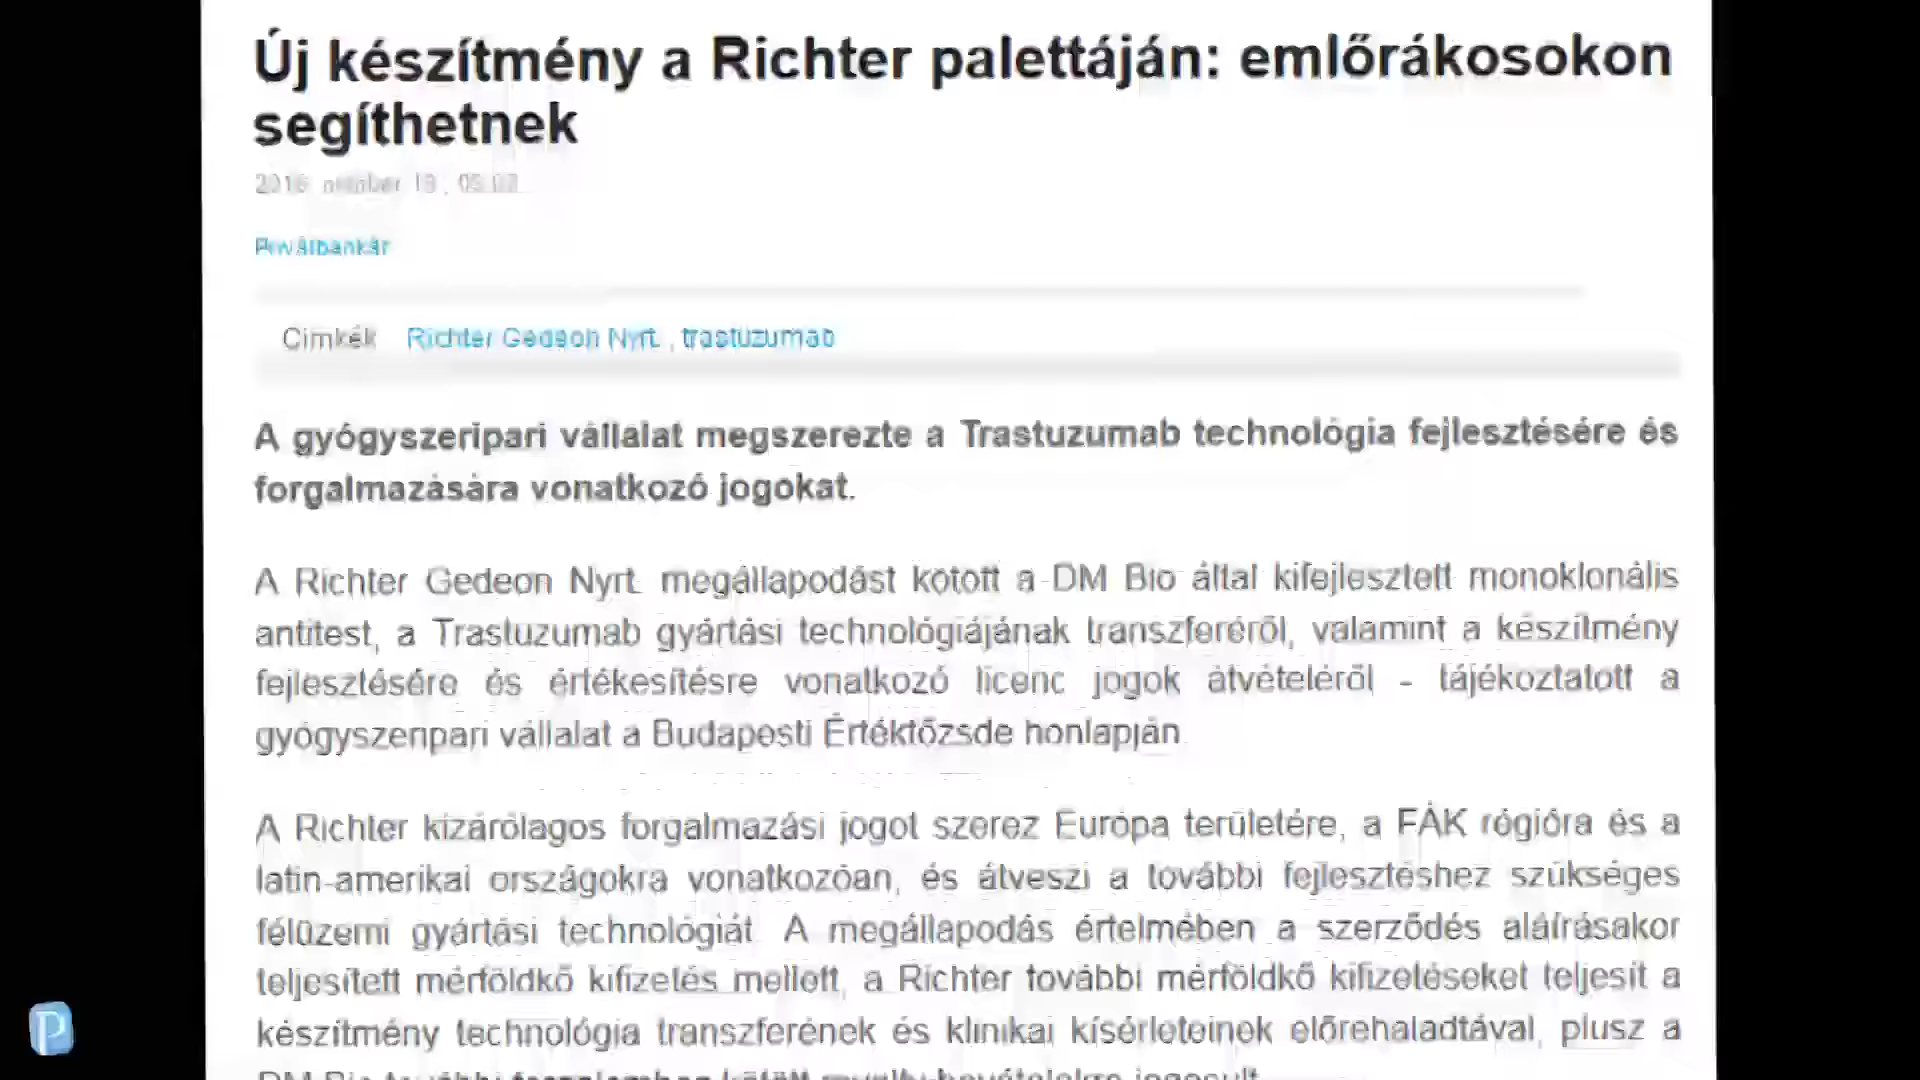 Új készítmény a Richter palettáján: emlőrákosokon
segíthetnek
október
Privátbankár
Címkék Richter Gedeon Nyrt. , trastuzumab
A gyógyszeripari vállalat megszerezte a Trastuzumab technológia fejlesztésére és
forgalmazására vonatkozó jogokat.
A Richter Gedeon Nyrt. megállapodást kötött a DM Bio által kifejlesztett monoklonális
antitest, a Trastuzumab gyártási technológiájának transzferéről, valamint a készítmény
fejlesztésére és értékesítésre vonatkozó licenc jogok átvételéről - tájékoztatott a
gyógyszeripari vállalat a Budapesti Értéktőzsde honlapján.
A Richter kizárólagos forgalmazási jogot szerez Európa területére, a FÁK régióra és a
latin-amerikai országokra vonatkozóan, és átveszi a további fejlesztéshez szükséges
félüzemi gyártási technológiát. A megállapodás értelmében a szerződés aláírásakor
teljesített mérföldkő kifizetés mellett, a Richter további mérföldkő kifizetéseket teljesít a
készítmény technológia transzferének és klinikai kísérleteinek előrehaladtával, plusz a
P